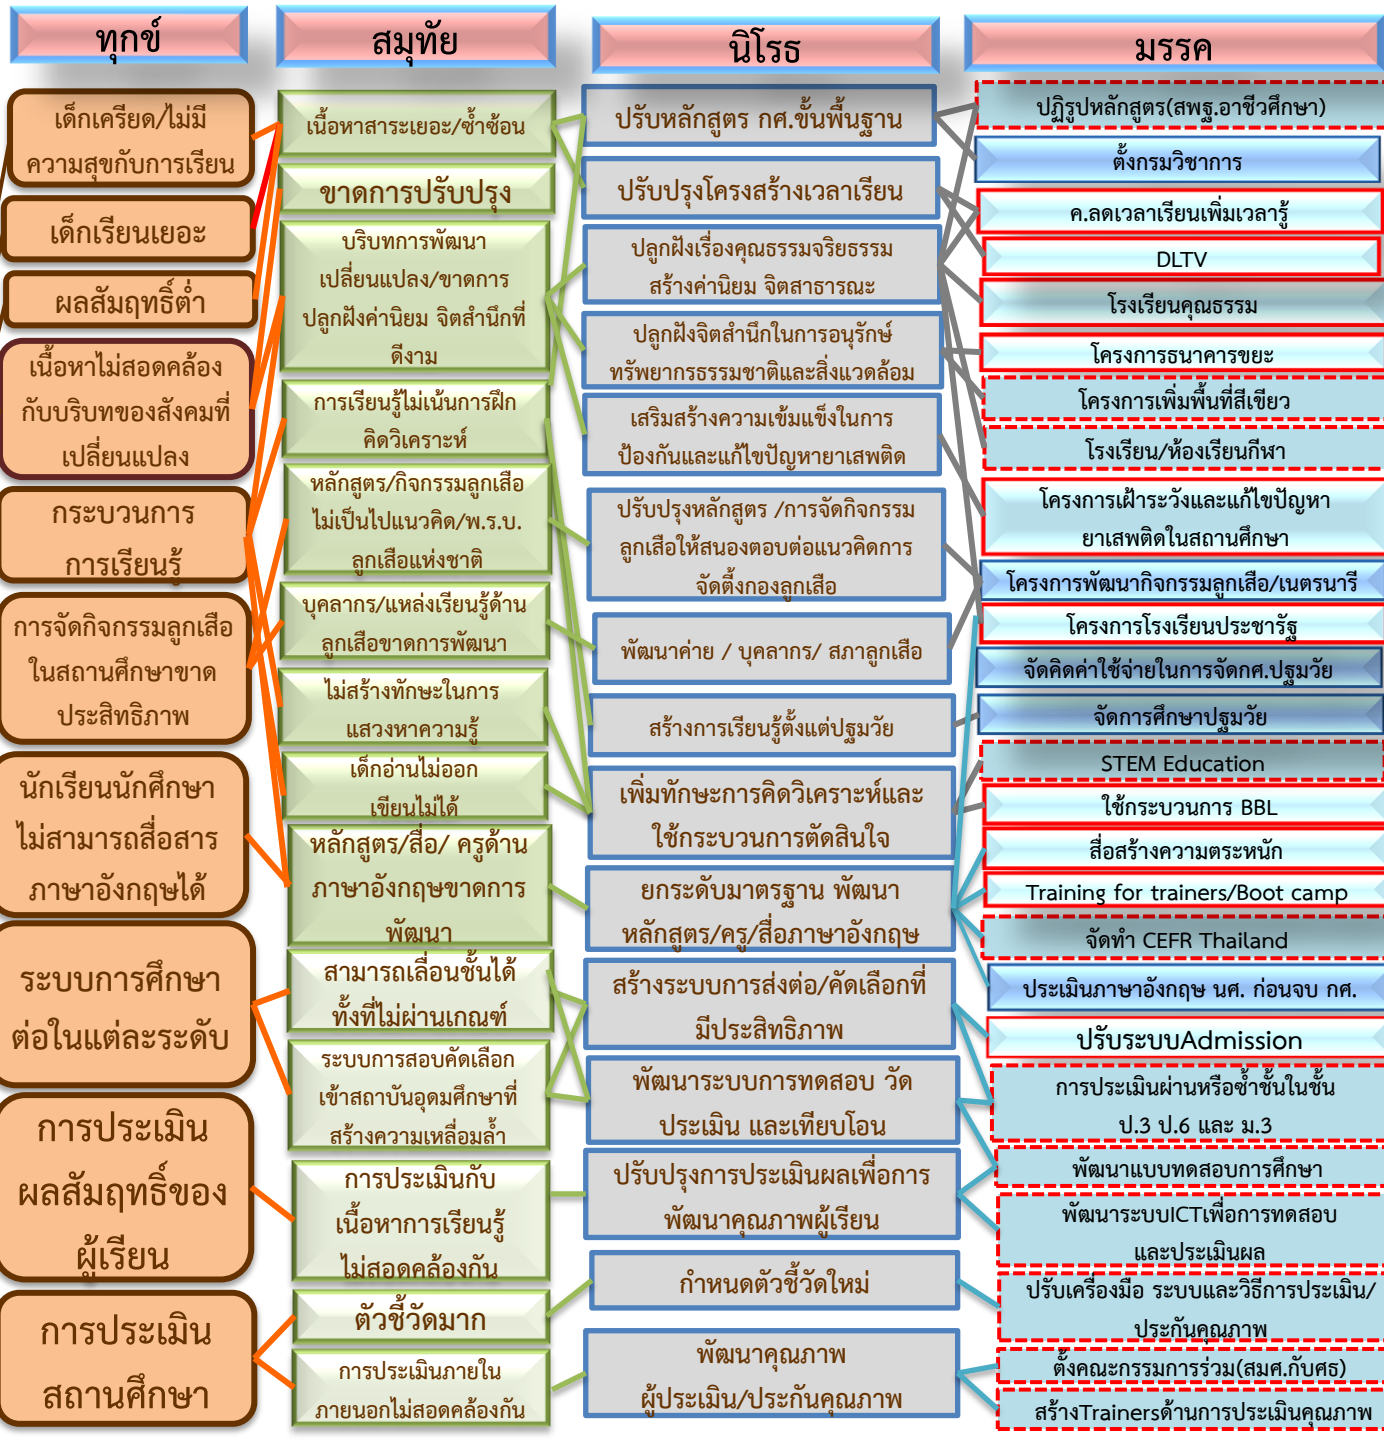 ทุกข์
เด็กเครียด/ไม่มี
ความสุขกับการเรียน
เด็กเรียนเยอะ
ผลสัมฤทธิ์ต่ำ
เนื้อหาไม่สอดคล้อง
กับบริบทของสังคมที่
เปลี่ยนแปลง
กระบวนการ
การเรียนรู้
การจัดกิจกรรมลูกเสือ
ในสถานศึกษาขาด
ประสิทธิภาพ
นักเรียนนักศึกษา
ไม่สามารถสื่อสาร
ภาษาอังกฤษได้
ระบบการศึกษา
ต่อในแต่ละระดับ
การประเมิน
ผลสัมฤทธิ์ของ
ผู้เรียน
การประเมิน
สถานศึกษา
สมุทัย
เนื้อหาสาระเยอะ/ซ้ำซ้อน
ขาดการปรับปรุง
บริบทการพัฒนา
เปลี่ยนแปลง/ขาดการ
ปลูกฝังค่านิยม จิตสำนึกที่
ดีงาม
การเรียนรู้ไม่เน้นการฝึก
คิดวิเคราะห์
หลักสูตร/กิจกรรมลูกเสือ
ไม่เป็นไปแนวคิด/พ.ร.บ.
ลูกเสือแห่งชาติ
บุคลากร/แหล่งเรียนรู้ด้าน
ลูกเสือขาดการพัฒนา
ไม่สร้างทักษะในการ
แสวงหาความรู้
เด็กอ่านไม่ออก
เขียนไม่ได้
หลักสูตร/สื่อ/ ครูด้าน
ภาษาอังกฤษขาดการ
พัฒนา
สามารถเลื่อนชั้นได้
ทั้งที่ไม่ผ่านเกณฑ์
ระบบการสอบคัดเลือก
เข้าสถาบันอุดมศึกษาที่
สร้างความเหลื่อมล้ำ
การประเมินกับ
เนื้อหาการเรียนรู้
ไม่สอดคล้องกัน
ตัวชี้วัดมาก
การประเมินภายใน
ภายนอกไม่สอดคล้องกัน
นิโรธ
ปรับหลักสูตร กศ.ขั้นพื้นฐาน
ปรับปรุงโครงสร้างเวลาเรียน
ปลูกฝังเรื่องคุณธรรมจริยธรรม
สร้างค่านิยม จิตสาธารณะ
ปลูกฝังจิตสำนึกในการอนุรักษ์
ทรัพยากรธรรมชาติและสิ่งแวดล้อม
เสริมสร้างความเข้มแข็งในการ
ป้องกันและแก้ไขปัญหายาเสพติด
ปรับปรุงหลักสูตร /การจัดกิจกรรม
ลูกเสือให้สนองตอบต่อแนวคิดการ
จัดตี้งกองลูกเสือ
พัฒนาค่าย / บุคลากร/ สภาลูกเสือ
สร้างการเรียนรู้ตั้งแต่ปฐมวัย
เพิ่มทักษะการคิดวิเคราะห์และ
ใช้กระบวนการตัดสินใจ
ยกระดับมาตรฐาน พัฒนา
หลักสูตร/ครู/สื่อภาษาอังกฤษ
สร้างระบบการส่งต่อ/คัดเลือกที่
มีประสิทธิภาพ
พัฒนาระบบการทดสอบ วัด
ประเมิน และเทียบโอน
ปรับปรุงการประเมินผลเพื่อการ
พัฒนาคุณภาพผู้เรียน
กำหนดตัวชี้วัดใหม่
พัฒนาคุณภาพ
ผู้ประเมิน/ประกันคุณภาพ
มรรค
ปฏิรูปหลักสูตร(สพฐ.อาชีวศึกษา)
ตั้งกรมวิชาการ
ค.ลดเวลาเรียนเพิ่มเวลารู้
DLTV
โรงเรียนคุณธรรม
โครงการธนาคารขยะ
โครงการเพิ่มพื้นที่สีเขียว
โรงเรียน/ห้องเรียนกีฬา
โครงการเฝ้าระวังและแก้ไขปัญหา
ยาเสพติดในสถานศึกษา
โครงการพัฒนากิจกรรมลูกเสือ/เนตรนารี
โครงการโรงเรียนประชารัฐ
จัดคิดค่าใช้จ่ายในการจัดกศ.ปฐมวัย
จัดการศึกษาปฐมวัย
STEM Education
ใช้กระบวนการ BBL
สื่อสร้างความตระหนัก
Training for trainers/Boot camp
จัดทำ CEFR Thailand
ประเมินภาษาอังกฤษ นศ. ก่อนจบ กศ.
ปรับระบบAdmission
การประเมินผ่านหรือซ้ำชั้นในชั้น
ป.3 ป.6 และ ม.3
พัฒนาแบบทดสอบการศึกษา
พัฒนาระบบICTเพื่อการทดสอบ
และประเมินผล
ปรับเครื่องมือ ระบบและวิธีการประเมิน/
ประกันคุณภาพ
ตั้งคณะกรรมการร่วม(สมศ.กับศธ)
สร้างTrainersด้านการประเมินคุณภาพ